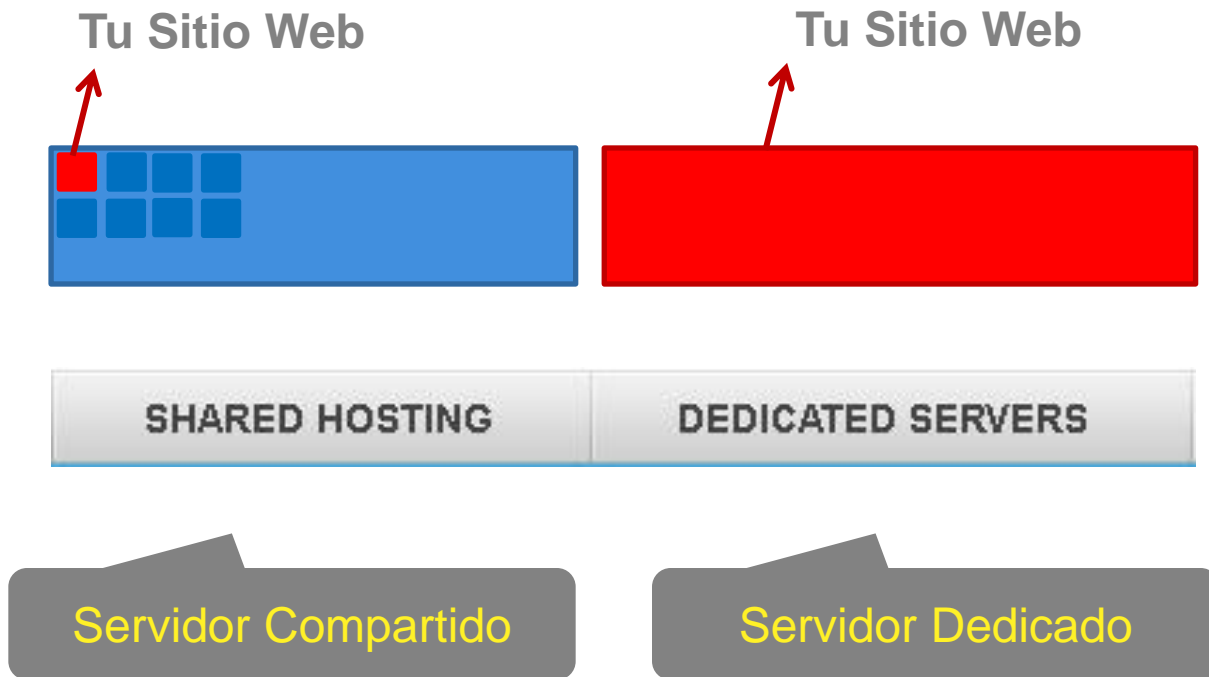 Tu Sitio Web
Tu Sitio Web
SHARED HOSTING
DEDICATED SERVERS
Servidor Compartido
Servidor Dedicado